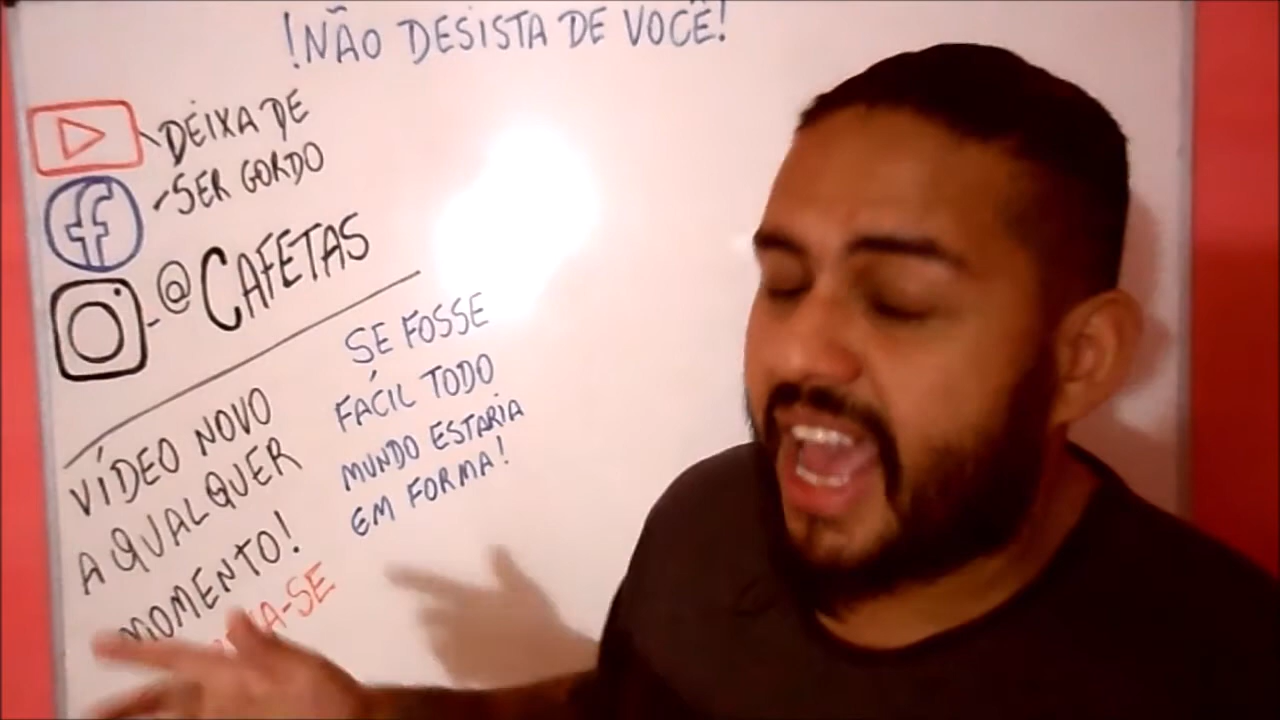 !NÃO DESISTA DE VOCÊ!
DEIXA DE
-SER GORDO
-@CAFETAS
SE FOSSE
FÁCIL TODO
MUNDO ESTARIA
EM FORMA!
VÍDEO NOVO
A QUALQUER
MOMENTO!